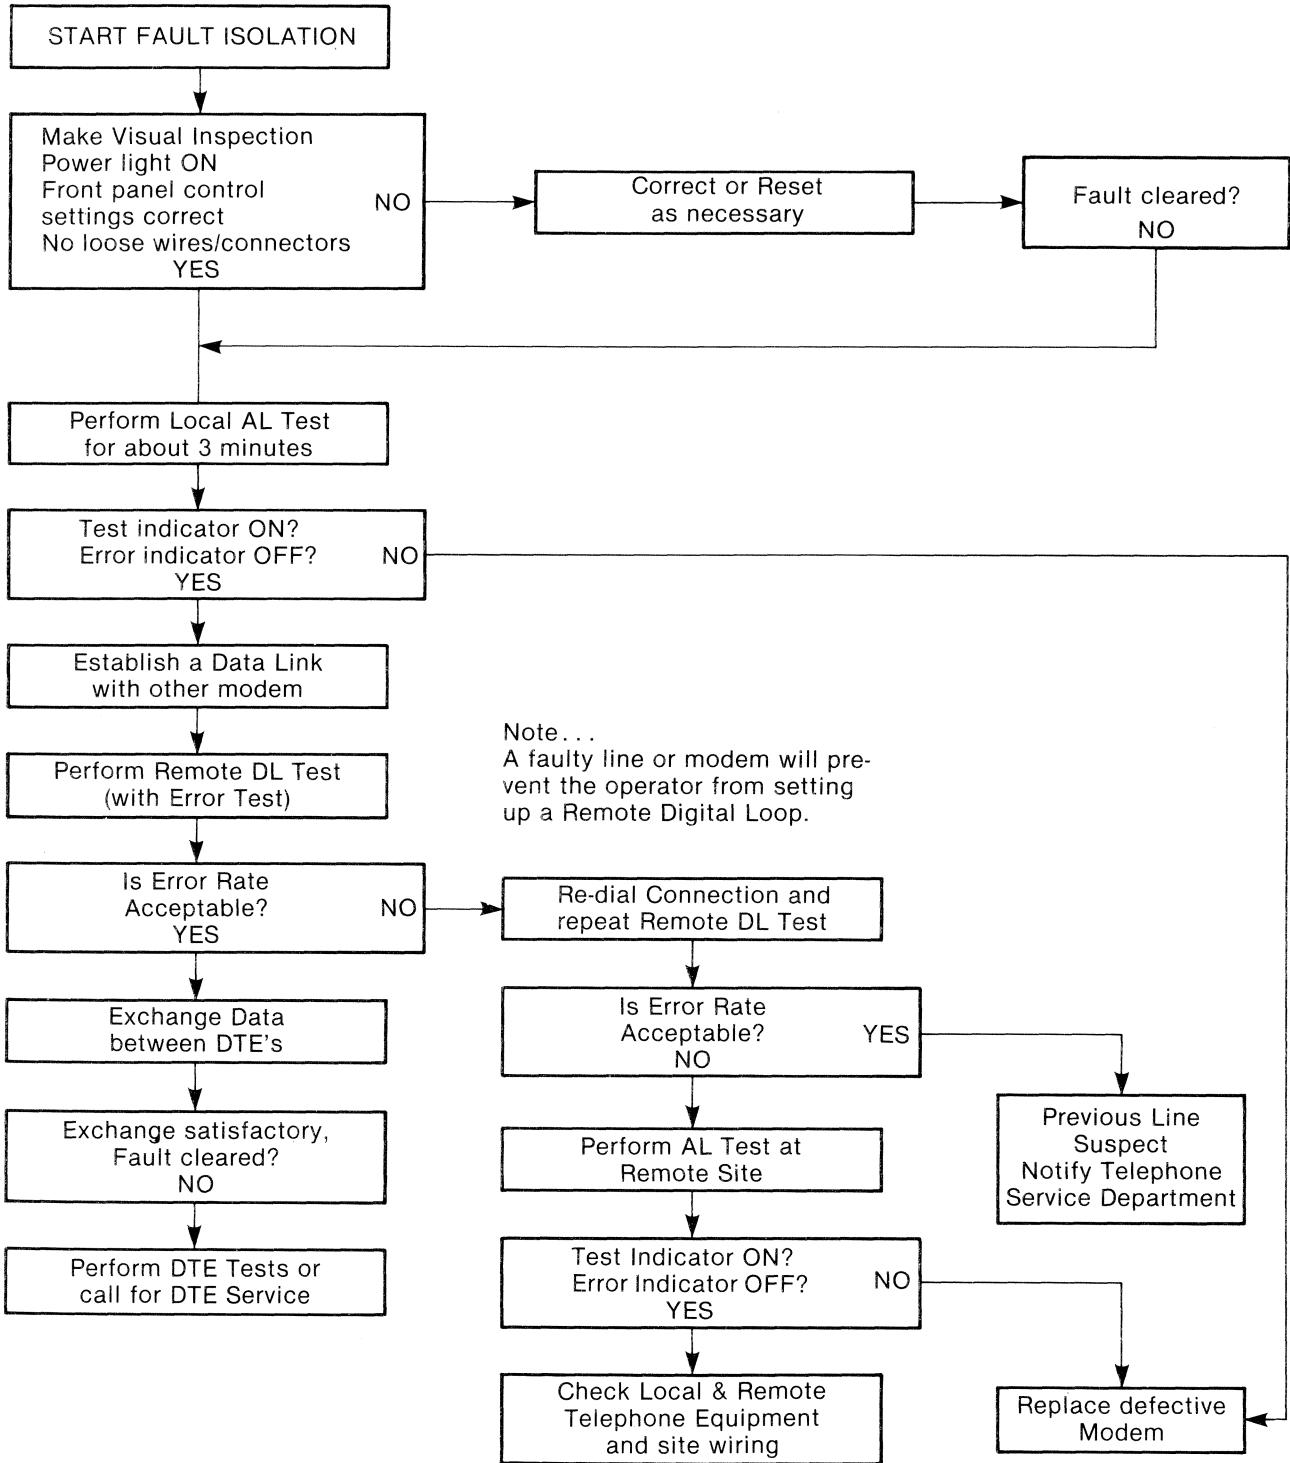 START FAULT ISOLATION
Make Visual Inspection
Power light ON
Front panel control
settings correct
No loose wires/connectors
YES
NO
Correct or Reset
as necessary
Fault cleared?
NO
Perform Local AL Test
for about 3 minutes
Test indicator ON?
Error indicator OFF?
YES
NO
Establish a Data Link
with other modem
Perform Remote DL Test
(with Error Test)
Note...
A faulty line or modem will pre-
vent the operator from setting
up a Remote Digital Loop.
Is Error Rate
Acceptable?
YES
NO
Re-dial Connection and
repeat Remote DL Test
Exchange Data
between DTE's
Is Error Rate
Acceptable?
NO
YES
Previous Line
Suspect
Notify Telephone
Service Department
Exchange satisfactory,
Fault cleared?
NO
Perform AL Test at
Remote Site
Perform DTE Tests or
call for DTE Service
Test Indicator ON?
Error Indicator OFF?
YES
NO
Check Local & Remote
Telephone Equipment
and site wiring
Replace defective
Modem